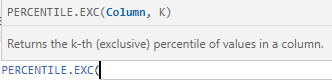 PERCENTILE.EXC(Column, K)
Returns the k-th (exclusive) percentile of values in a column.
PERCENTILE.EXC(